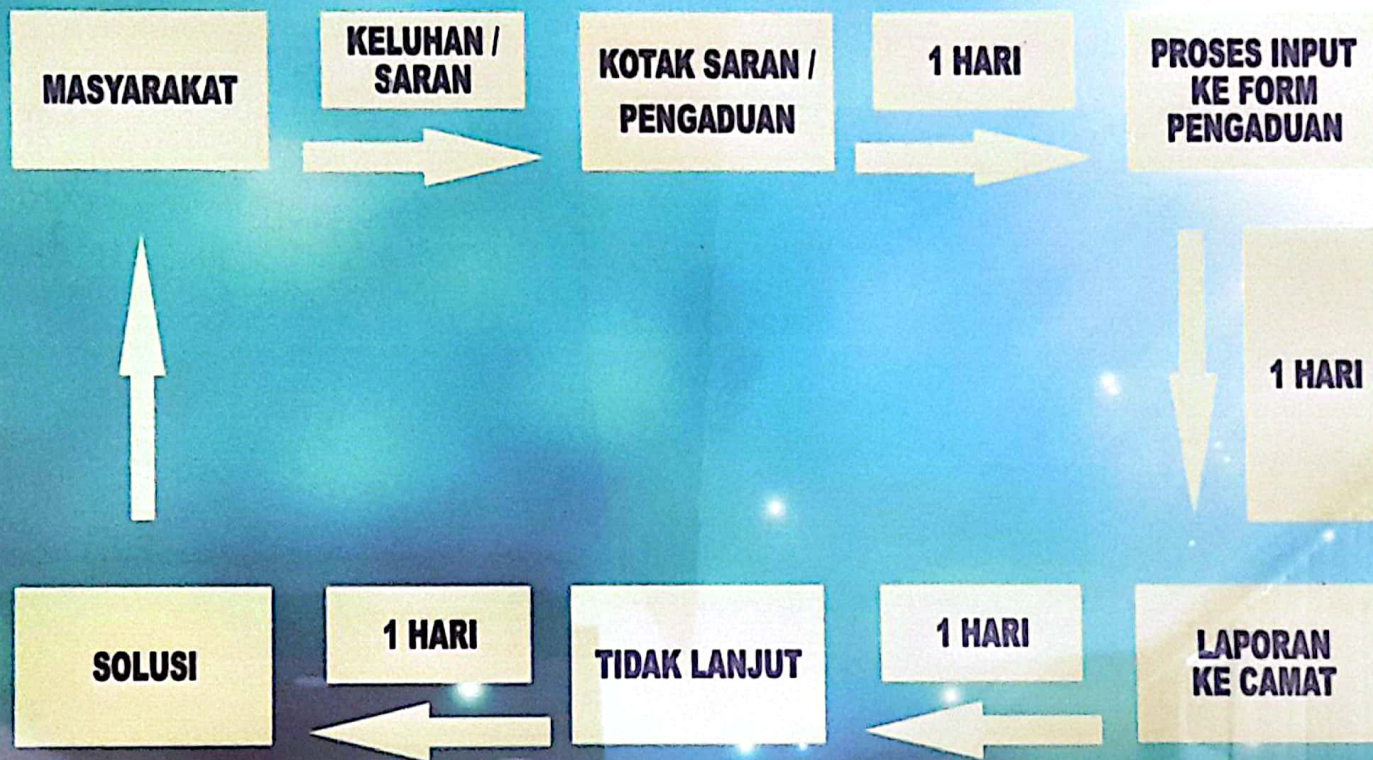 MASYARAKAT
KELUHAN /
SARAN
KOTAK SARAN /
PENGADUAN
1 HARI
PROSES INPUT
KE FORM
PENGADUAN
1 HARI
LAPORAN
KE CAMAT
1 HARI
TIDAK LANJUT
1 HARI
SOLUSI